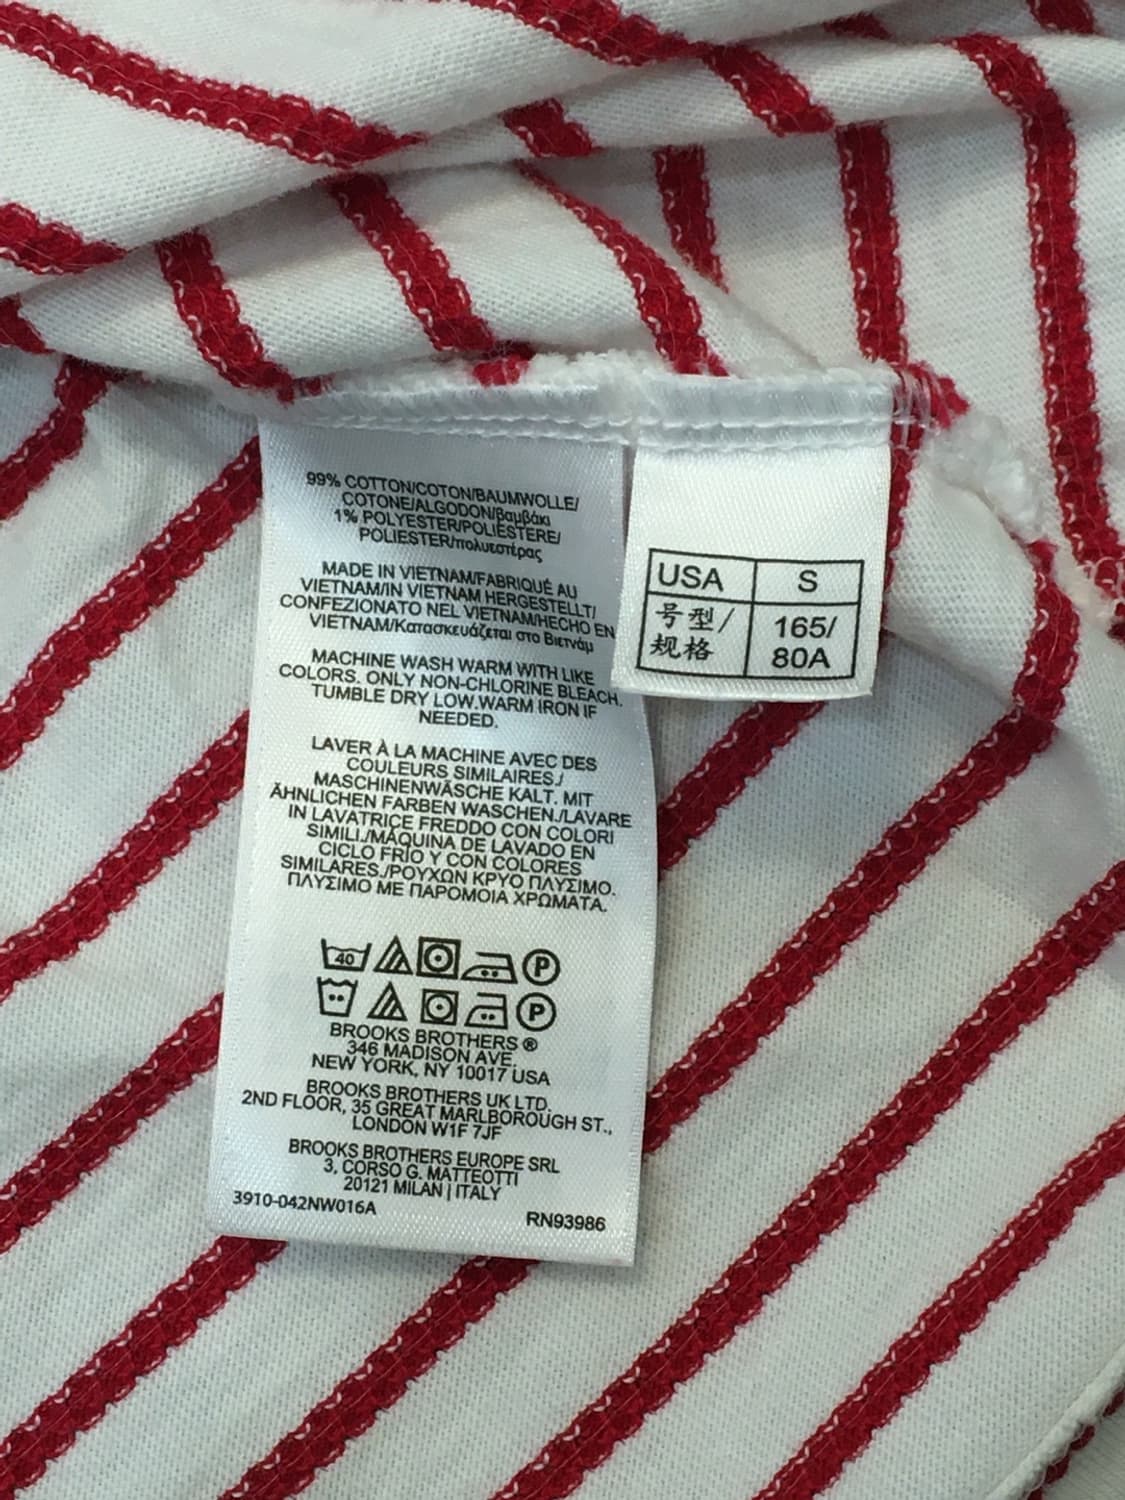 99% COTTON/COTON/BAUMWOLLE/
COTONE/ALGODON/Βαμβάκι
1% POLYESTER/POLIESTERE/
POLIESTER/πολυεστέρας
MADE IN VIETNAM/FABRIQUÉ AU
VIETNAM/IN VIETNAM HERGESTELLT/
CONFEZIONATO NEL VIETNAM/HECHO EN
VIETNAM/Κατασκευάζεται στο Βιετνάμ
MACHINE WASH WARM WITH LIKE
COLORS. ONLY NON-CHLORINE BLEACH.
TUMBLE DRY LOW.WARM IRON IF
NEEDED.
LAVER À LA MACHINE AVEC DES
COULEURS SIMILAIRES./
MASCHINENWÄSCHE KALT. MIT
ÄHNLICHEN FARBEN WASCHEN./LAVARE
IN LAVATRICE FREDDO CON COLORI
SIMILI./MÁQUINA DE LAVADO EN
CICLO FRÍO Y CON COLORES
SIMILARES./ΡΟΥΧΩΝ ΚΡΥΟ ΠΛΥΣΙΜΟ.
ΠΛΥΣΙΜΟ ΜΕ ΠΑΡΟΜΟΙΑ ΧΡΩΜΑΤΑ.
40 P
P
BROOKS BROTHERS ®
346 MADISON AVE.
NEW YORK, NY 10017 USA
BROOKS BROTHERS UK LTD.
2ND FLOOR, 35 GREAT MARLBOROUGH ST.,
LONDON W1F 7JF
BROOKS BROTHERS EUROPE SRL
3, CORSO G. MATTEOTTI
20121 MILAN | ITALY
3910-042NW016A
RN93986
USA S
号型/ 165/
规格 80A